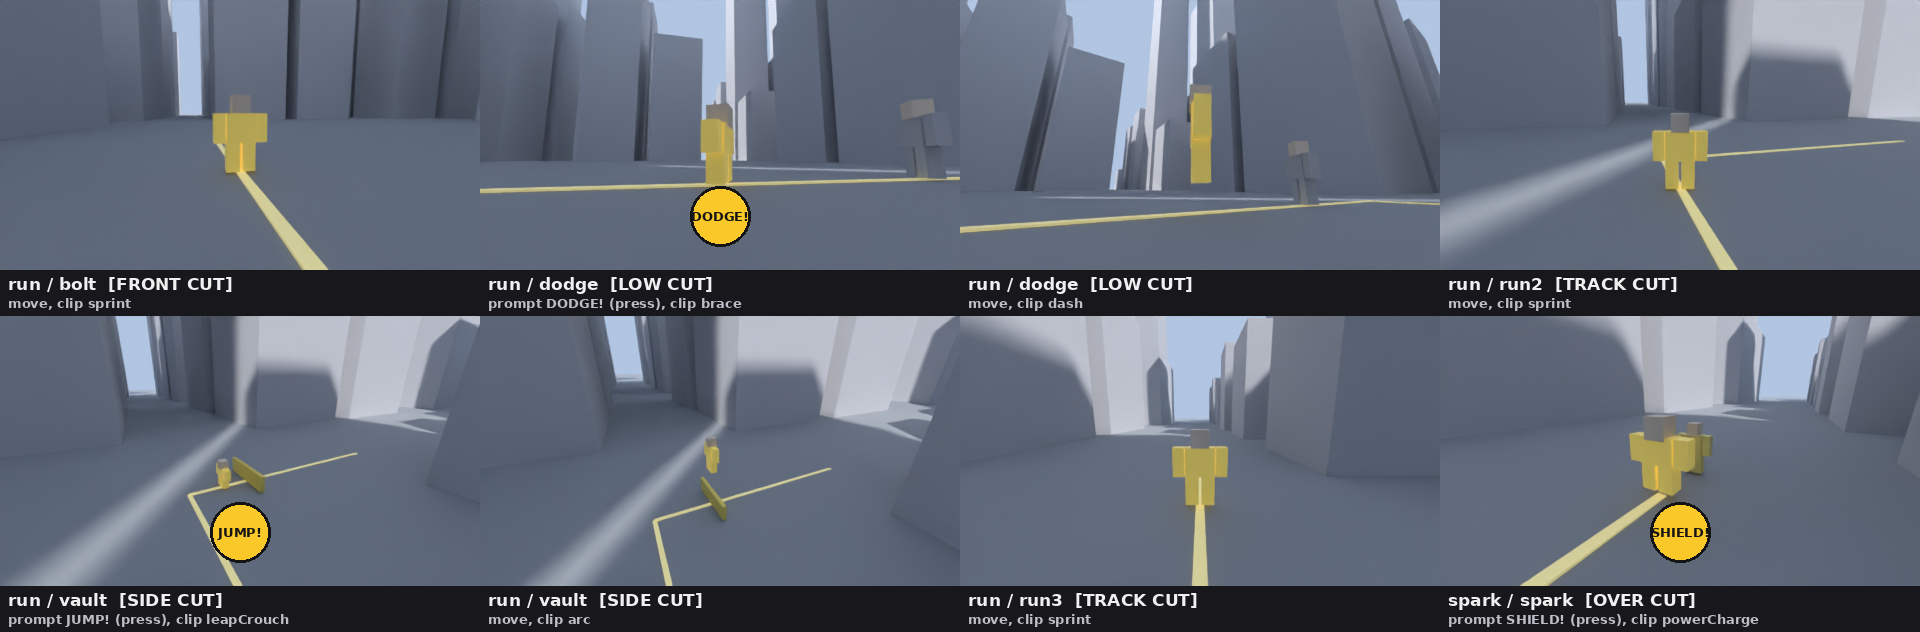 run / bolt [FRONT CUT]
move, clip sprint
DODGE!
run / dodge [LOW CUT]
prompt DODGE! (press), clip brace
run / dodge [LOW CUT]
move, clip dash
run / run2 [TRACK CUT]
move, clip sprint
JUMP!
run / vault [SIDE CUT]
prompt JUMP! (press), clip leapCrouch
run / vault [SIDE CUT]
move, clip arc
run / run3 [TRACK CUT]
move, clip sprint
SHIELD!
spark / spark [OVER CUT]
prompt SHIELD! (press), clip powerCharge